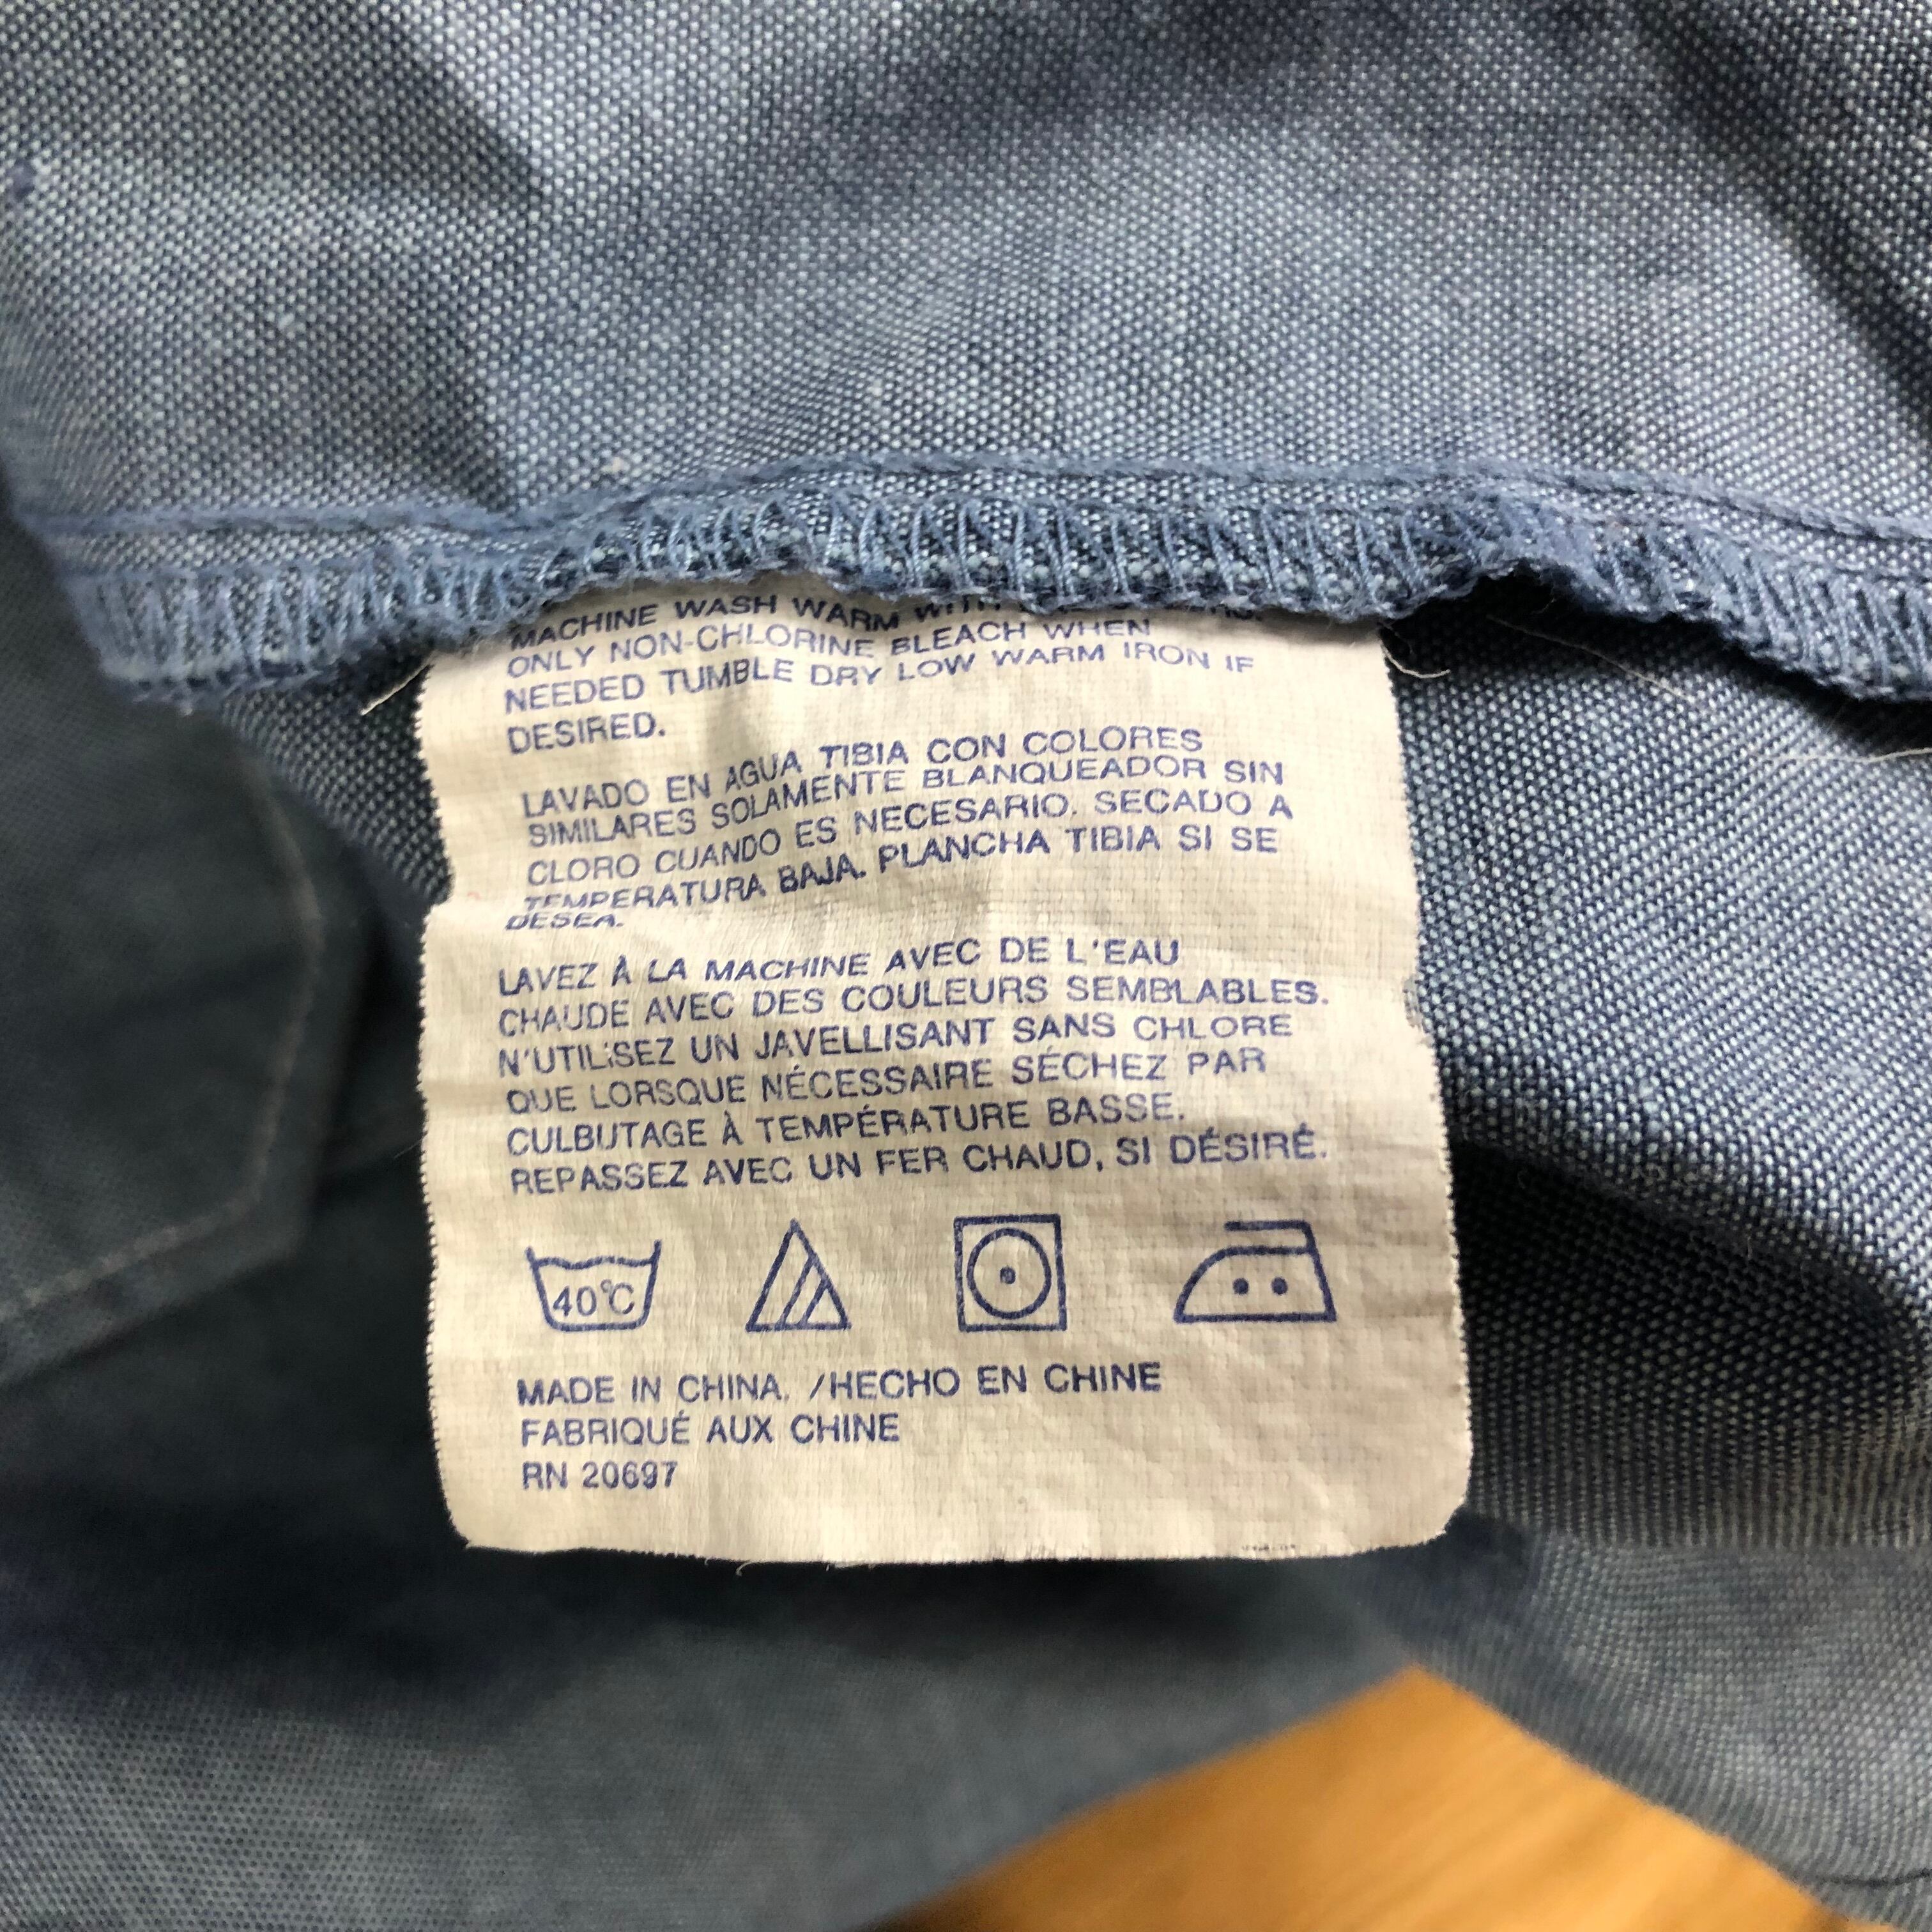 MACHINE WASH WARM
ONLY NON-CHLORINE BLEACH WHEN
NEEDED TUMBLE DRY LOW WARM IRON IF
DESIRED.
LAVADO EN AGUA TIBIA CON COLORES
SIMILARES SOLAMENTE BLANQUEADOR SIN
CLORO CUANDO ES NECESARIO. SECADO A
TEMPERATURA BAJA. PLANCHA TIBIA SI SE
DESEA.
LAVEZ À LA MACHINE AVEC DE L'EAU
CHAUDE AVEC DES COULEURS SEMBLABLES.
N'UTILISEZ UN JAVELLISANT SANS CHLORE
QUE LORSQUE NÉCESSAIRE SÉCHEZ PAR
CULBUTAGE À TEMPÉRATURE BASSE.
REPASSEZ AVEC UN FER CHAUD, SI DÉSIRÉ.
40°C
MADE IN CHINA. /HECHO EN CHINE
FABRIQUÉ AUX CHINE
RN 20697